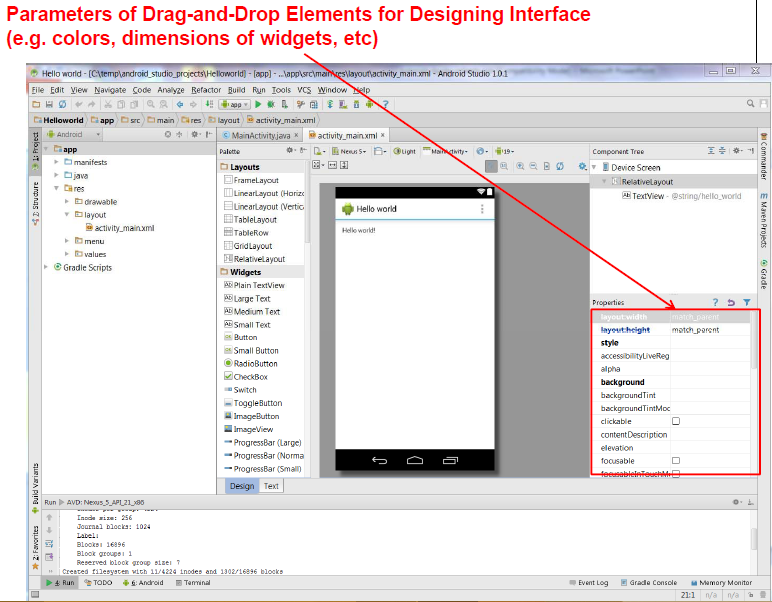 Parameters of Drag-and-Drop Elements for Designing Interface
(e.g. colors, dimensions of widgets, etc)
Hello world - [C:\temp\android_studio_projects\Helloworld] - [app] - ...\app\src\main\res\layout\activity_main.xml - Android Studio 1.0.1
File Edit View Navigate Code Analyze Refactor Build Run Tools VCS Window Help
app
Helloworld app src main res layout activity_main.xml
1: Project
2: Structure
Build Variants
2: Favorites
Android
app
manifests
java
res
drawable
layout
activity_main.xml
menu
values
Gradle Scripts
MainActivity.java × activity_main.xml ×
Palette
Layouts
FrameLayout
LinearLayout (Horizo
LinearLayout (Vertica
TableLayout
TableRow
GridLayout
RelativeLayout
Widgets
Plain TextView
Large Text
Medium Text
Small Text
Button
Small Button
RadioButton
CheckBox
Switch
ToggleButton
ImageButton
ImageView
ProgressBar (Large)
ProgressBar (Norma
ProgressBar (Small)
Design Text
Nexus 5 Light MainActivity 19
Hello world
Hello world!
Component Tree
Device Screen
RelativeLayout
TextView - @string/hello_world
Properties
layout:width match_parent
layout:height match_parent
style
accessibilityLiveReg
alpha
background
backgroundTint
backgroundTintMod
clickable
contentDescription
elevation
focusable
focusableInTouchM
Commander
Maven Projects
Gradle
Run AVD: Nexus_5_API_21_x86
Inode size: 256
Journal blocks: 1024
Label:
Blocks: 16896
Block groups: 1
Reserved block group size: 7
Created filesystem with 11/4224 inodes and 1302/16896 blocks
4: Run TODO 6: Android Terminal Event Log Gradle Console Memory Monitor
21:1 n/a n/a